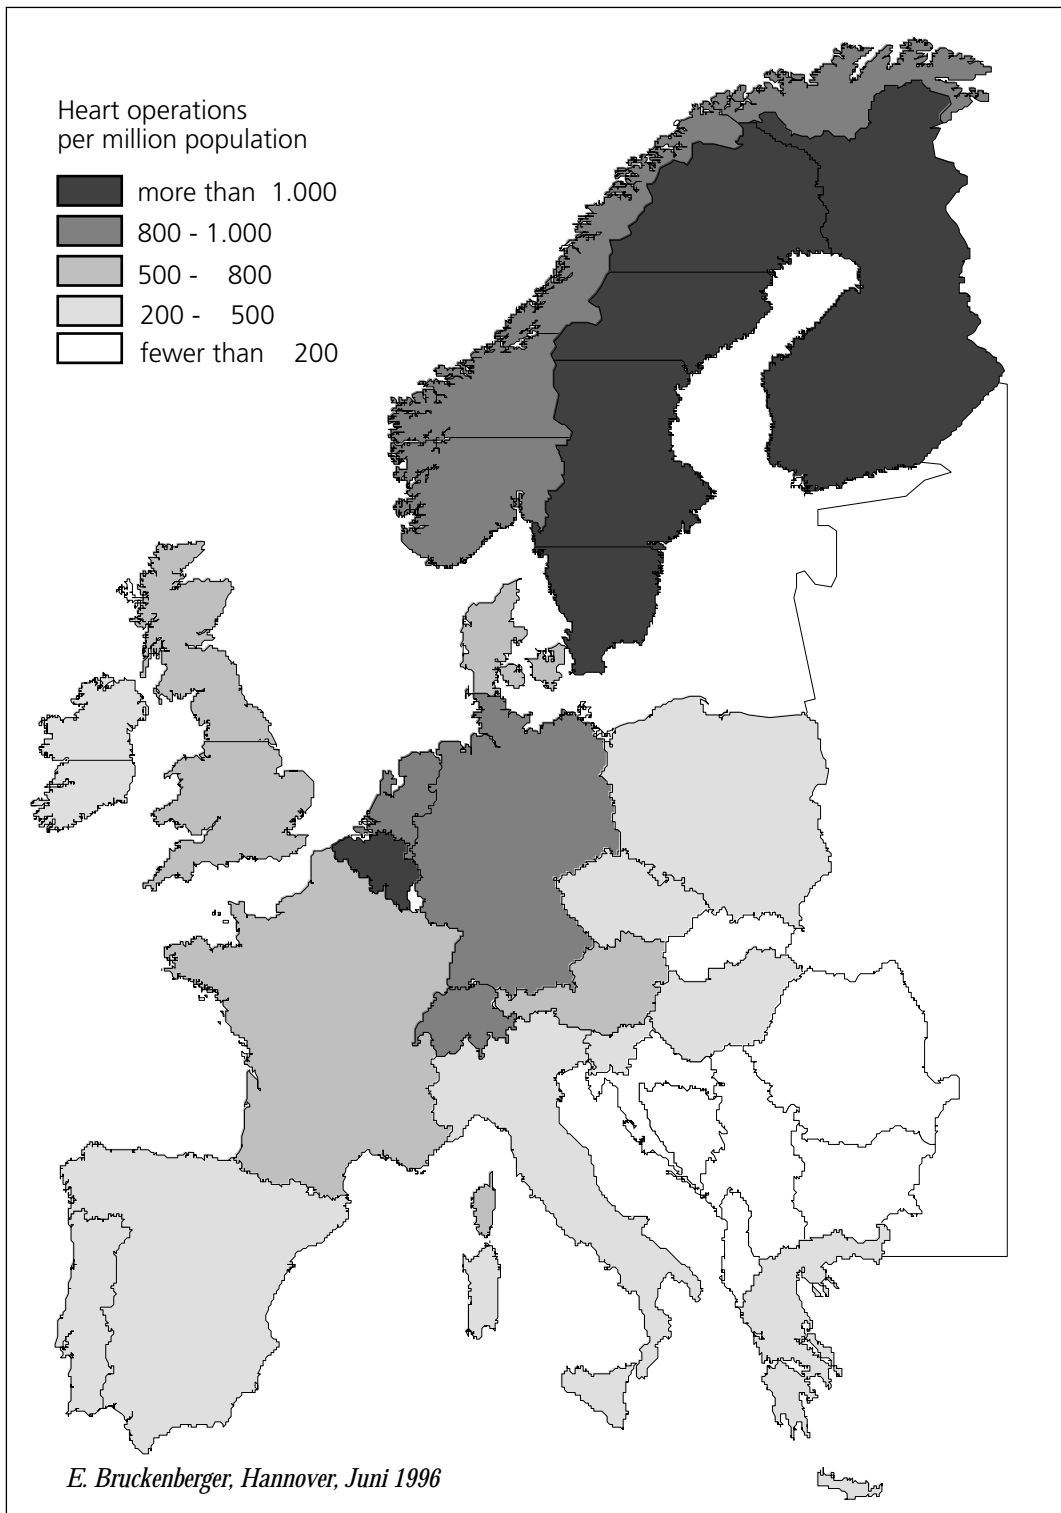 Heart operations
per million population
more than 1.000
800 - 1.000
500 - 800
200 - 500
fewer than 200
E. Bruckenberger, Hannover, Juni 1996